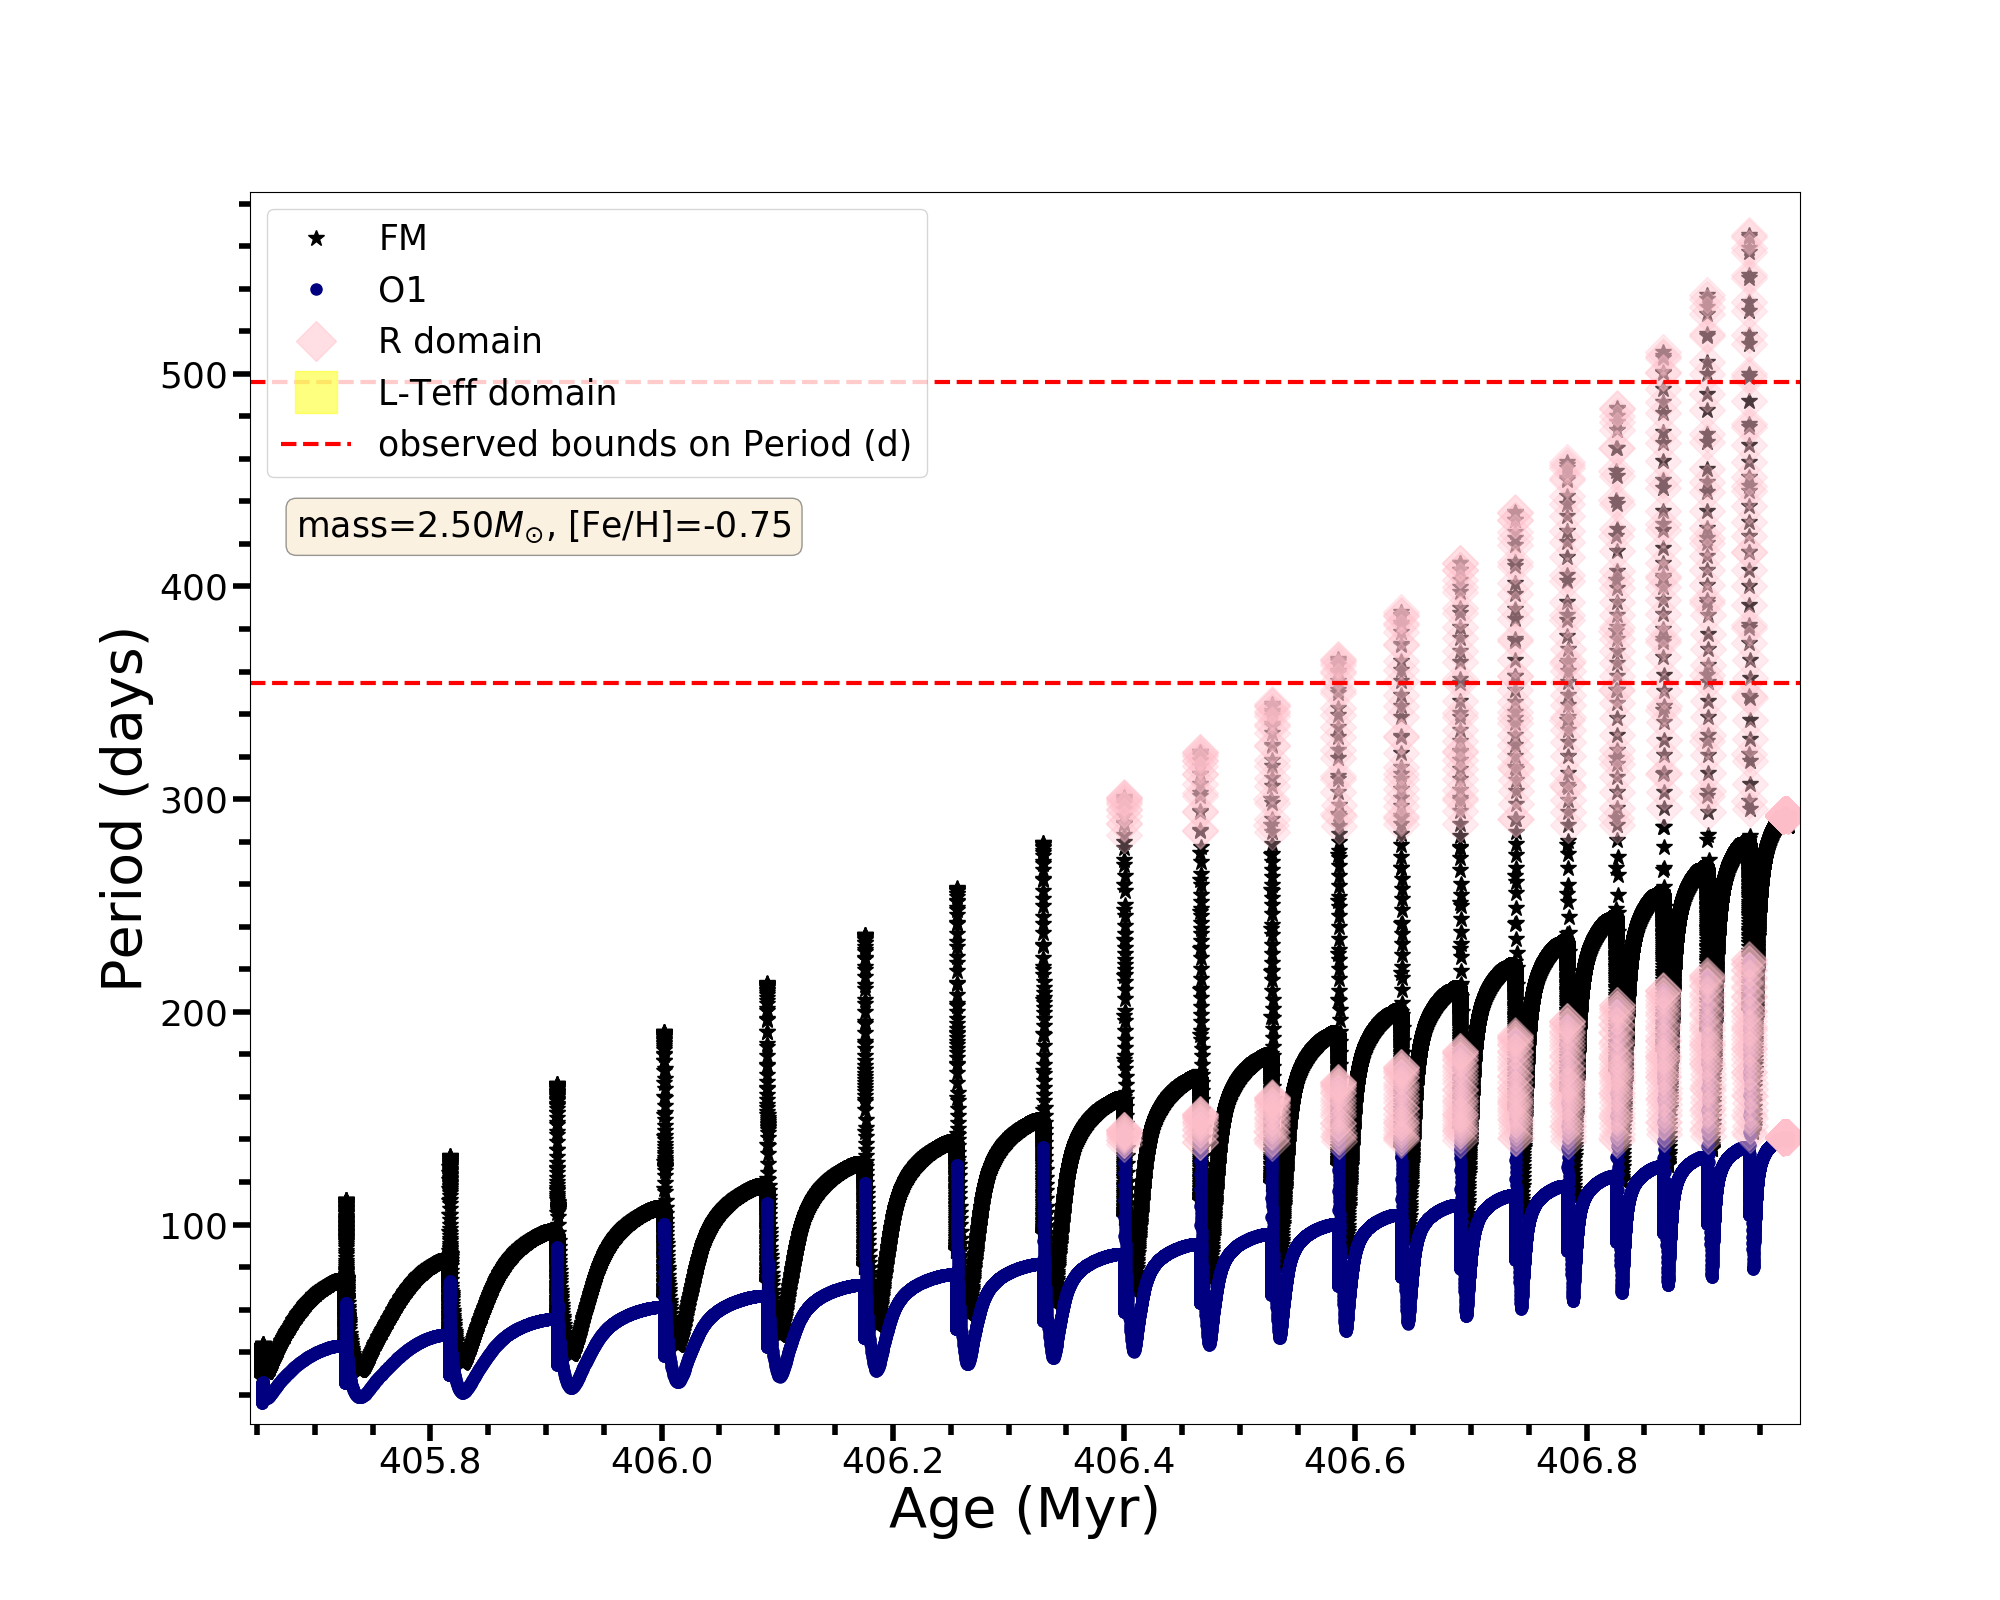 FM
O1
R domain
L-Teff domain
observed bounds on Period (d)
mass=2.50M☉, [Fe/H]=-0.75
Period (days)
500
400
300
200
100
405.8 406.0 406.2 406.4 406.6 406.8
Age (Myr)